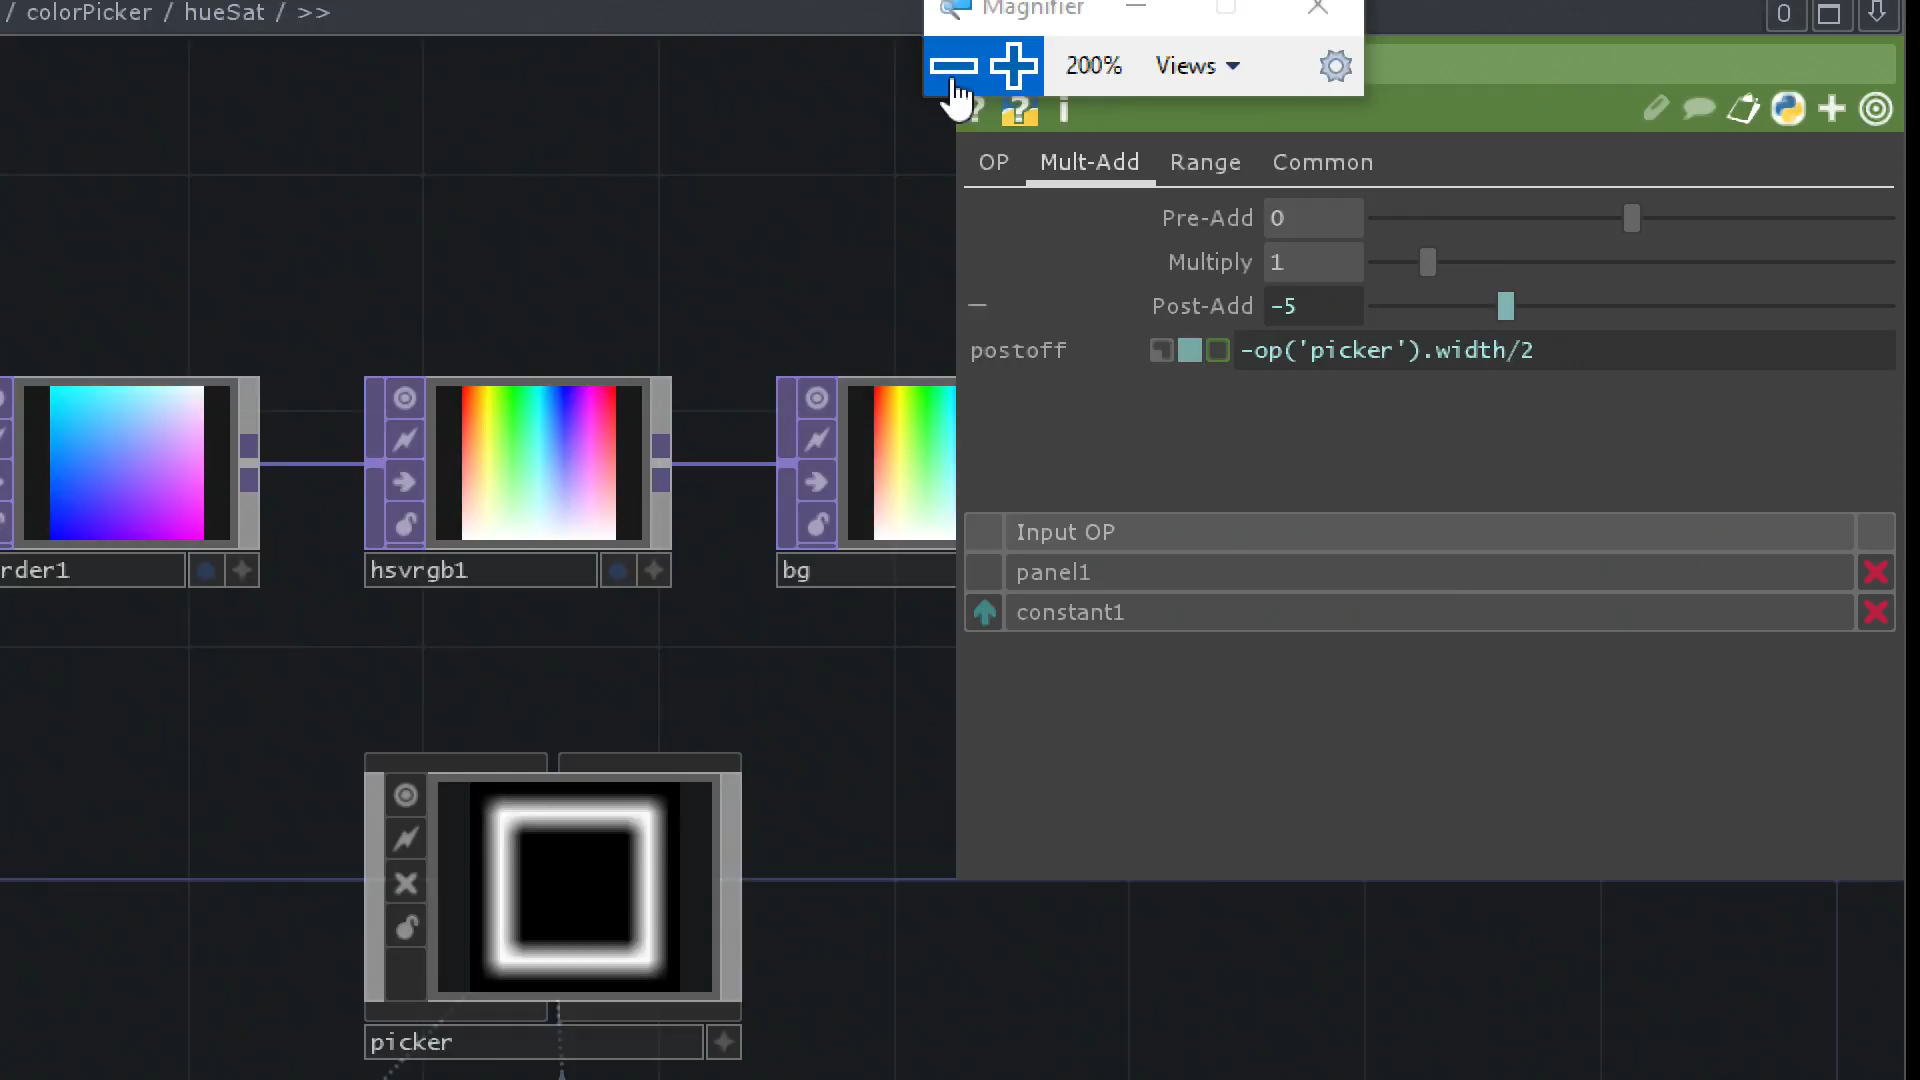 / colorPicker / hueSat / >>
Magnifier
200% Views
0
? ? i
OP Mult-Add Range Common
Pre-Add 0
Multiply 1
Post-Add -5
postoff -op('picker').width/2
Input OP
panel1
constant1
rder1
hsvrgb1
bg
picker